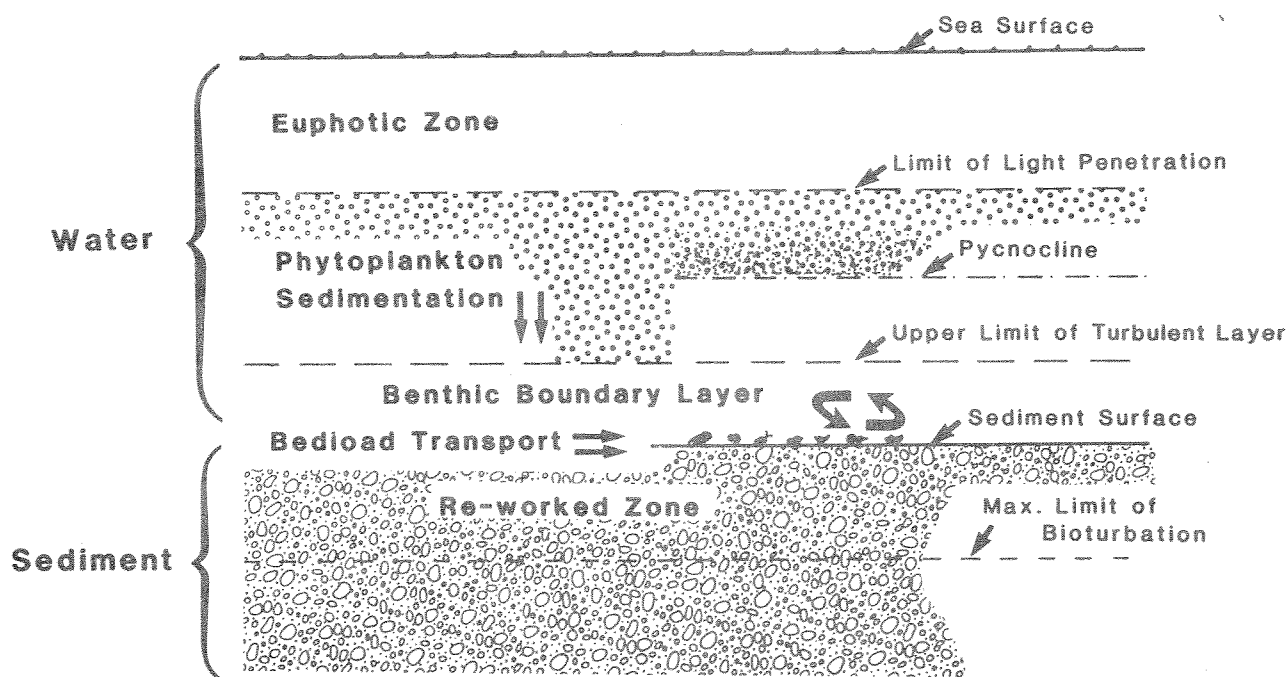 Sea Surface
Euphotic Zone
Limit of Light Penetration
Water
Phytoplankton
Sedimentation
Pycnocline
Upper Limit of Turbulent Layer
Benthic Boundary Layer
Sediment Surface
Bedload Transport
Re-worked Zone
Max. Limit of
Bioturbation
Sediment